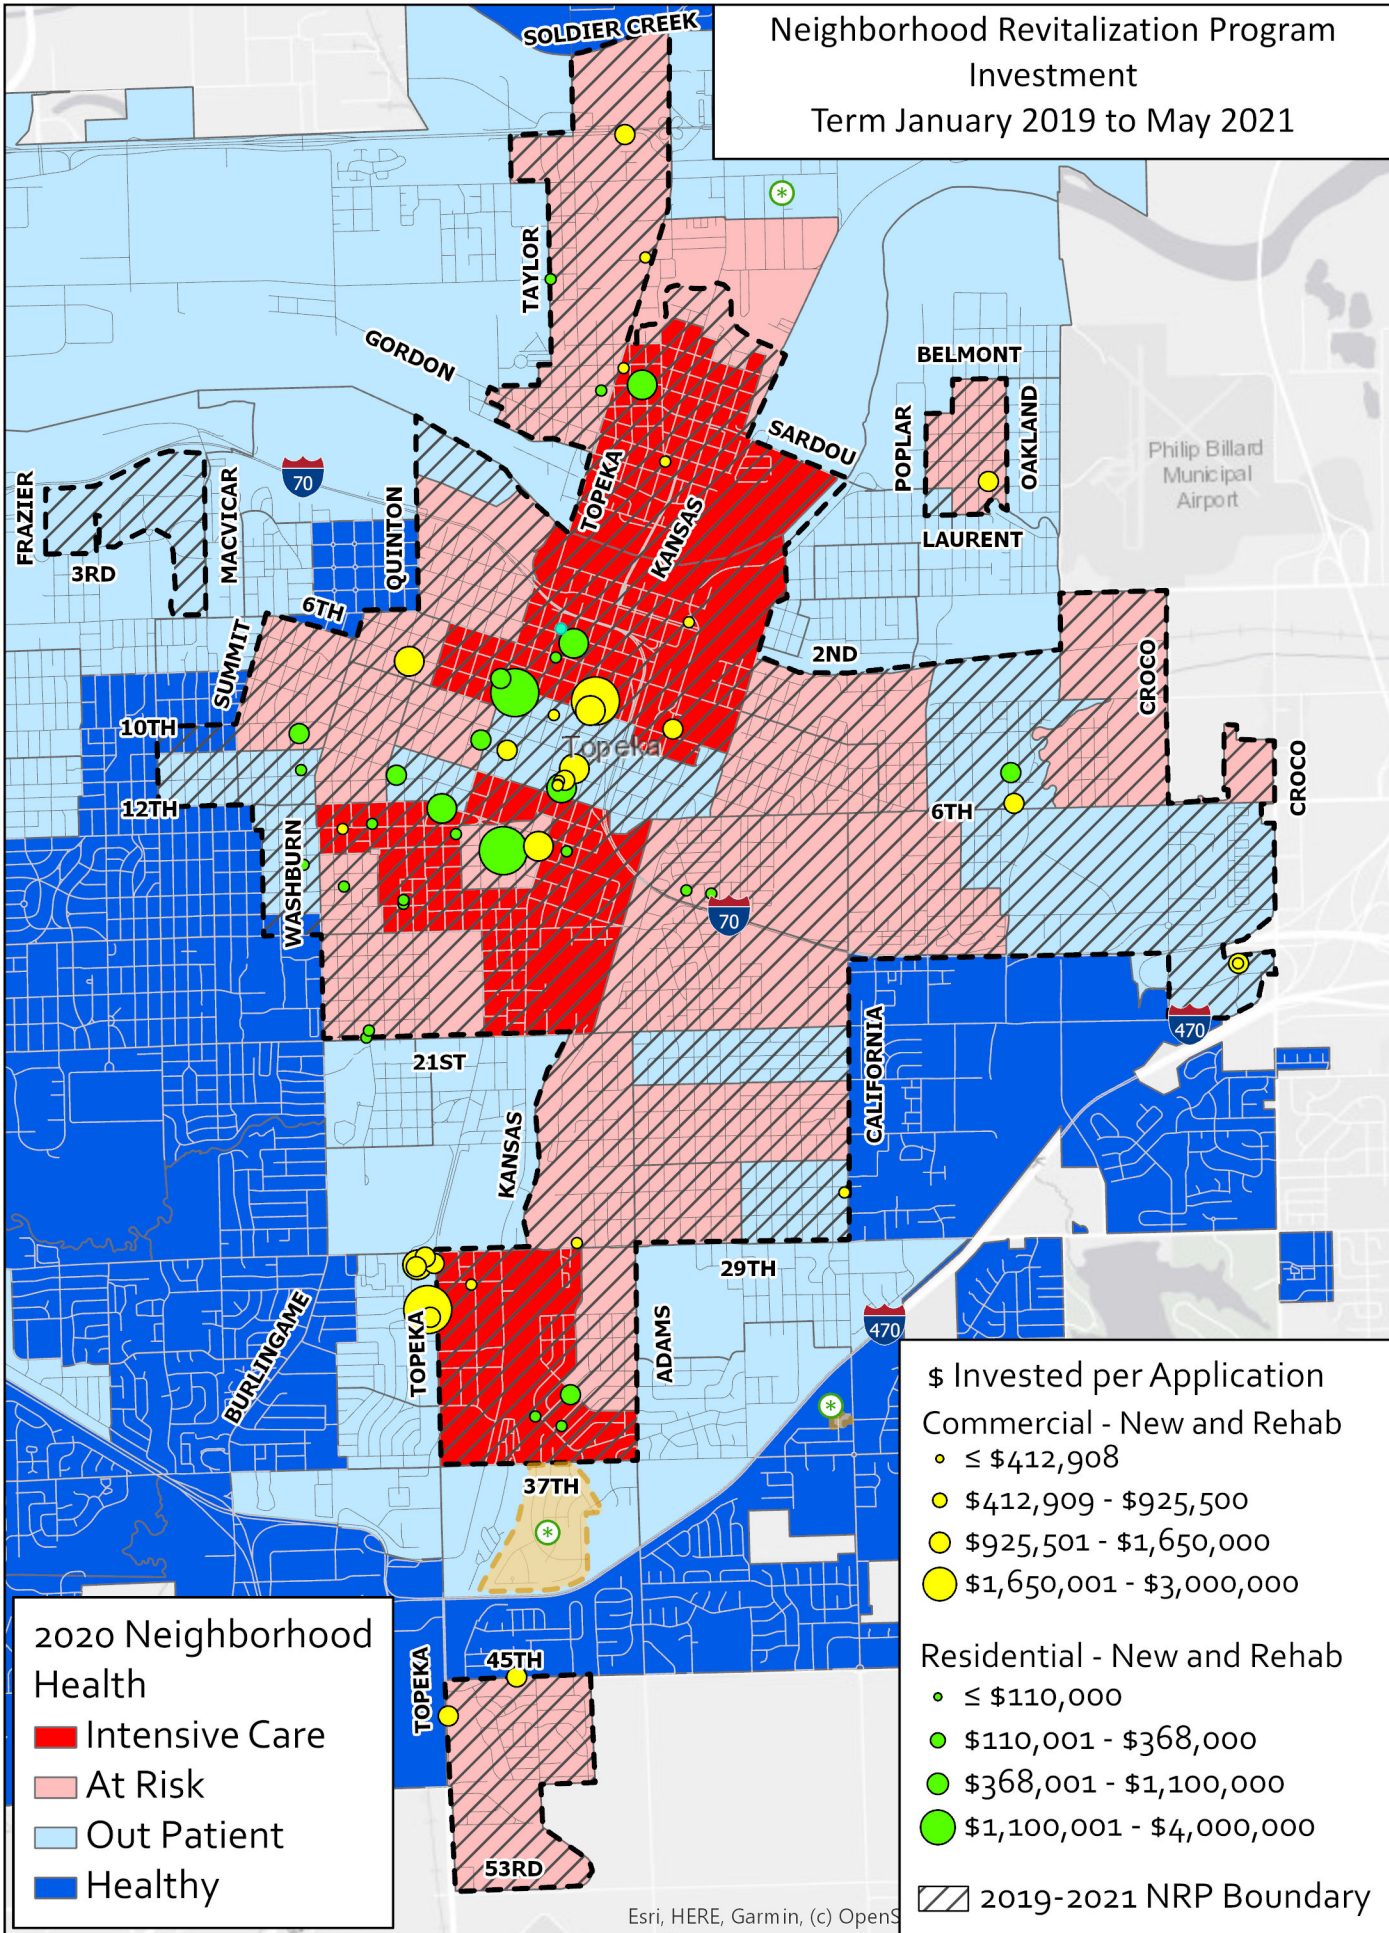 Neighborhood Revitalization Program
Investment
Term January 2019 to May 2021
SOLDIER CREEK
TAYLOR
GORDON
BELMONT
SARDOU
POPLAR
OAKLAND
Philip Billard
Municipal
Airport
FRAZIER
MACVICAR
70
QUINTON
TOPEKA
KANSAS
LAURENT
3RD
6TH
SUMMIT
2ND
CROCO
10TH
Topeka
CROCO
12TH
6TH
WASHBURN
70
470
21ST
CALIFORNIA
KANSAS
29TH
BURLINGAME
TOPEKA
ADAMS
470
37TH
45TH
TOPEKA
53RD
$ Invested per Application
Commercial - New and Rehab
≤ $412,908
$412,909 - $925,500
$925,501 - $1,650,000
$1,650,001 - $3,000,000
Residential - New and Rehab
≤ $110,000
$110,001 - $368,000
$368,001 - $1,100,000
$1,100,001 - $4,000,000
2019-2021 NRP Boundary
2020 Neighborhood
Health
Intensive Care
At Risk
Out Patient
Healthy
Esri, HERE, Garmin, (c) OpenS